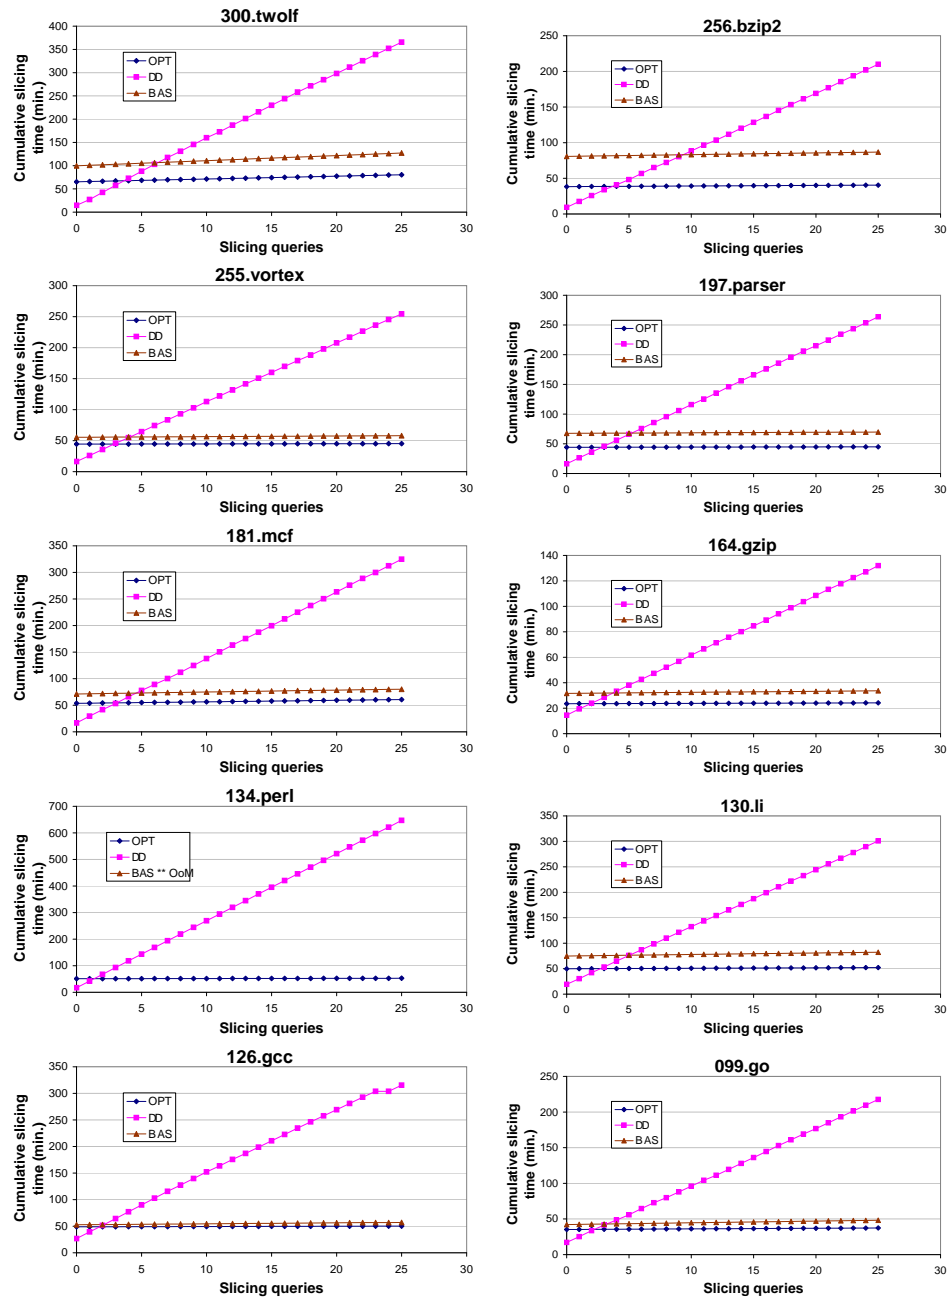 300.twolf
Cumulative slicing
time (min.)
400
350
300
250
200
150
100
50
0
OPT
DD
BAS
0 5 10 15 20 25 30
Slicing queries
256.bzip2
Cumulative slicing
time (min.)
250
200
150
100
50
0
OPT
DD
BAS
0 5 10 15 20 25 30
Slicing queries
255.vortex
Cumulative slicing
time (min.)
300
250
200
150
100
50
0
OPT
DD
BAS
0 5 10 15 20 25 30
Slicing queries
197.parser
Cumulative slicing
time (min.)
300
250
200
150
100
50
0
OPT
DD
BAS
0 5 10 15 20 25 30
Slicing queries
181.mcf
Cumulative slicing
time (min.)
350
300
250
200
150
100
50
0
OPT
DD
BAS
0 5 10 15 20 25 30
Slicing queries
164.gzip
Cumulative slicing
time (min.)
140
120
100
80
60
40
20
0
OPT
DD
BAS
0 5 10 15 20 25 30
Slicing queries
134.perl
Cumulative slicing
time (min.)
700
600
500
400
300
200
100
0
OPT
DD
BAS ** OoM
0 5 10 15 20 25 30
Slicing queries
130.li
Cumulative slicing
time (min.)
350
300
250
200
150
100
50
0
OPT
DD
BAS
0 5 10 15 20 25 30
Slicing queries
126.gcc
Cumulative slicing
time (min.)
350
300
250
200
150
100
50
0
OPT
DD
BAS
0 5 10 15 20 25 30
Slicing queries
099.go
Cumulative slicing
time (min.)
250
200
150
100
50
0
OPT
DD
BAS
0 5 10 15 20 25 30
Slicing queries